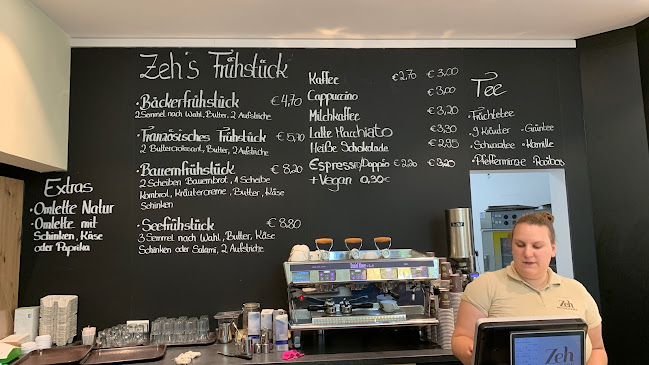 Zeh's Frühstück
• Bäckerfrühstück € 4,70
2 Semmel nach Wahl, Butter, 2 Aufstriche
• Französisches Frühstück € 5,70
2 Buttercroissant, Butter, 2 Aufstriche
• Bauernfrühstück € 8,20
2 Scheiben Bauernbrot, 1 Scheibe
Kornbrot, Kräutercreme, Butter, Käse
Schinken
• Seefrühstück € 8,80
3 Semmel nach Wahl, Butter, Käse
Schinken oder Salami, 2 Aufstriche
Extras
• Omlette Natur
• Omlette mit
Schinken, Käse
oder Paprika
Kaffee € 2,70 € 3,00
Cappuccino € 3,00
Milchkaffee € 3,20
Latte Macchiato € 3,30
Heiße Schokolade € 2,95
Espresso/Doppio € 2,20 € 3,20
+ Vegan 0,30€
Tee
• Früchtetee
• 9 Kräuter • Grüntee
• Schwarztee • Kamille
• Pfefferminze Rooibos
Zeh
Zeh